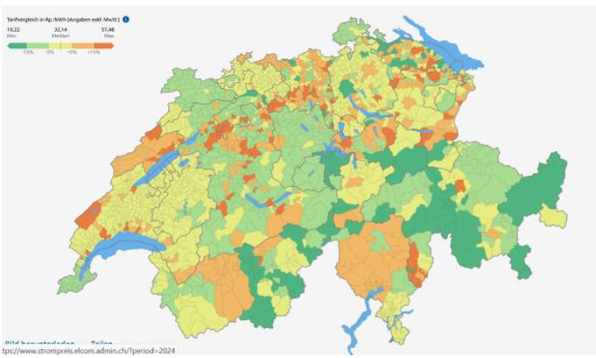 Tarifvergleich in Rp./kWh (Angaben exkl. MwSt.)
10,22 32,14 57,48
Min Median Max
-15% -5% +5% +15%
Bild herunterladen Teilen
tps://www.strompreis.elcom.admin.ch/?period=2024